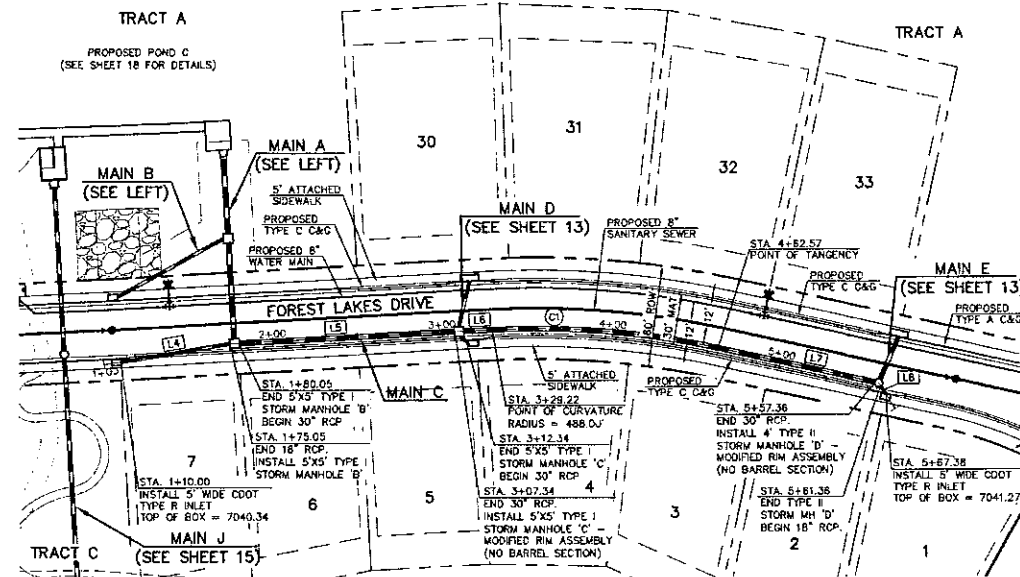 TRACT A
PROPOSED POND C
(SEE SHEET 18 FOR DETAILS)
TRACT A
30
31
32
33
MAIN A
(SEE LEFT)
MAIN B
(SEE LEFT)
5' ATTACHED
SIDEWALK
PROPOSED
TYPE C C&G
PROPOSED 8"
WATER MAIN
MAIN D
(SEE SHEET 13)
PROPOSED 8"
SANITARY SEWER
STA. 4+62.57
POINT OF TANGENCY
PROPOSED
TYPE C C&G
MAIN E
(SEE SHEET 13)
PROPOSED
TYPE A C&G
FOREST LAKES DRIVE
60' ROW
30' MAT
12'
12'
L4
2+00
L5
3+00
L6
C1
4+00
5+00
L7
L8
MAIN C
5' ATTACHED
SIDEWALK
PROPOSED
TYPE C C&G
STA. 1+80.05
END 5'X5' TYPE I
STORM MANHOLE 'B'
BEGIN 30" RCP
STA. 1+75.05
END 18" RCP.
INSTALL 5'X5' TYPE I
STORM MANHOLE 'B'
STA. 3+29.22
POINT OF CURVATURE
RADIUS = 488.00'
STA. 3+12.34
END 5'X5' TYPE I
STORM MANHOLE 'C'
BEGIN 30" RCP
STA. 3+07.34
END 30" RCP.
INSTALL 5'X5' TYPE I
STORM MANHOLE 'C' -
MODIFIED RIM ASSEMBLY
(NO BARREL SECTION)
STA. 5+57.36
END 30" RCP.
INSTALL 4' TYPE II
STORM MANHOLE 'D' -
MODIFIED RIM ASSEMBLY
(NO BARREL SECTION)
STA. 5+61.36
END TYPE II
STORM MH 'D'
BEGIN 18" RCP.
STA. 5+67.38
INSTALL 5' WIDE CDOT
TYPE R INLET
TOP OF BOX = 7041.27
7
STA. 1+10.00
INSTALL 5' WIDE CDOT
TYPE R INLET
TOP OF BOX = 7040.34
6
5
4
3
2
1
TRACT C
MAIN J
(SEE SHEET 15)